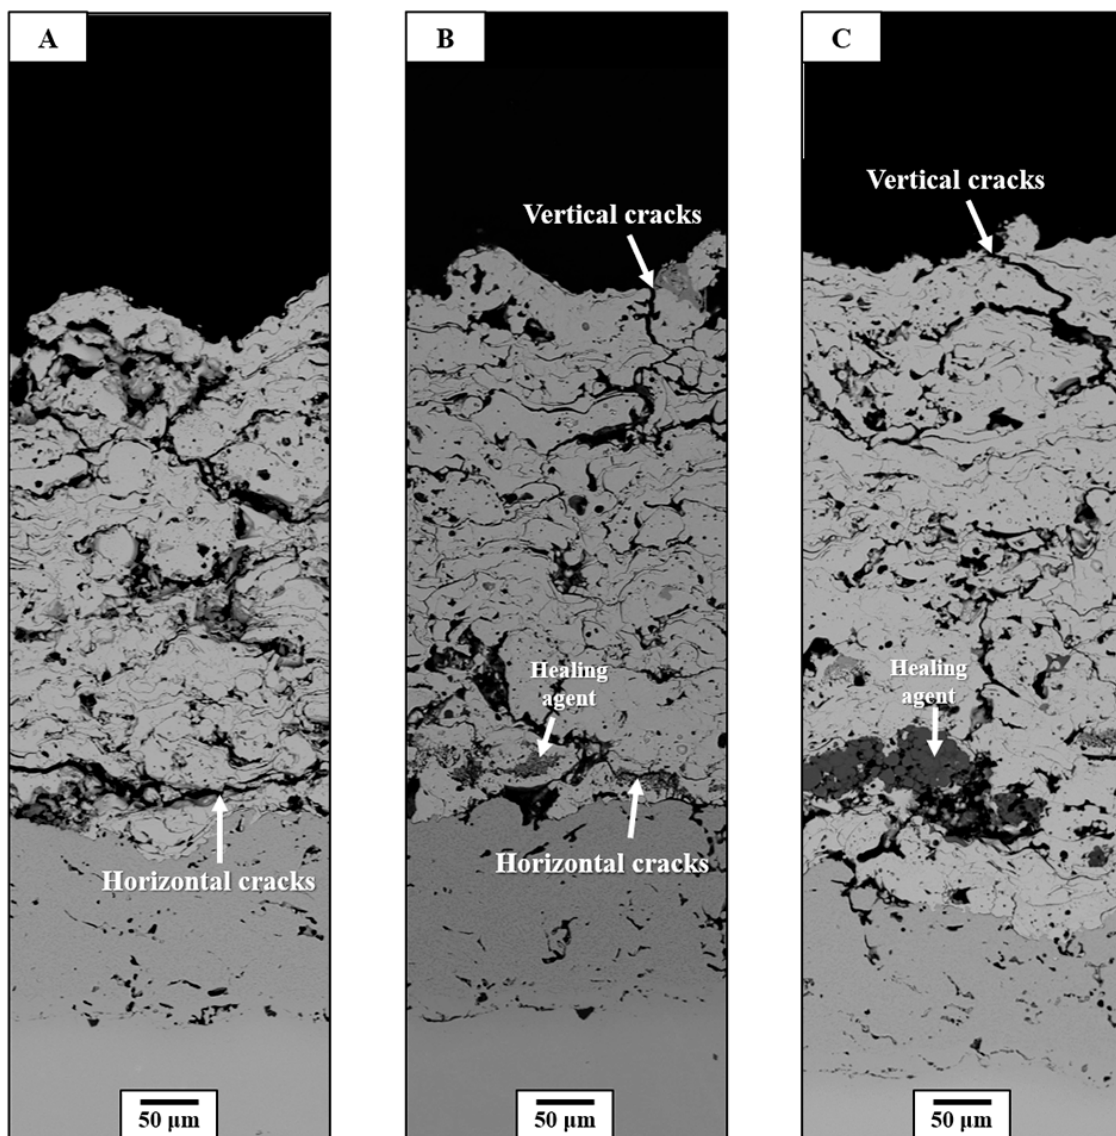 A
Horizontal cracks
50 μm
B
Vertical cracks
Healing
agent
Horizontal cracks
50 μm
C
Vertical cracks
Healing
agent
50 μm